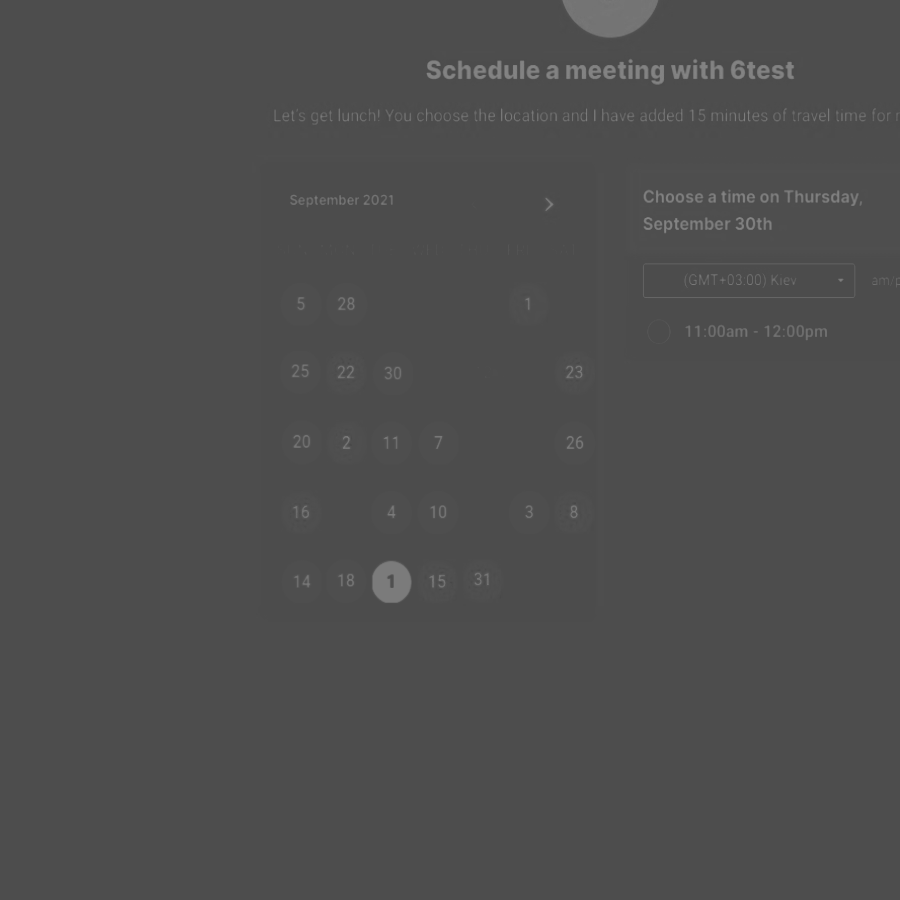 Schedule a meeting with 6test
Let's get lunch! You choose the location and I have added 15 minutes of travel time for
September 2021
Choose a time on Thursday,
September 30th
(GMT+03:00) Kiev
am/p
11:00am - 12:00pm
5 28 1
25 22 30 23
20 2 11 7 26
16 4 10 3 8
14 18 1 15 31